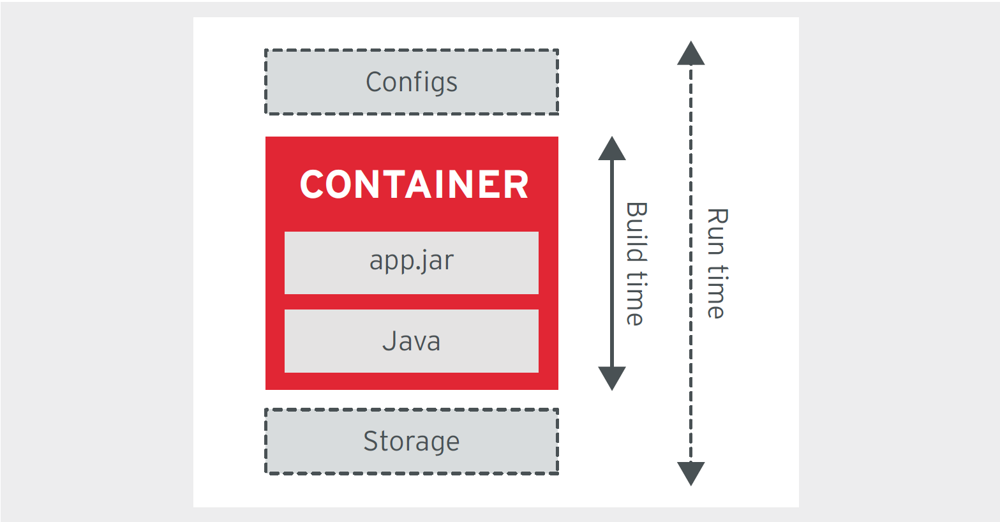 Configs
CONTAINER
app.jar
Java
Storage
Build time
Run time